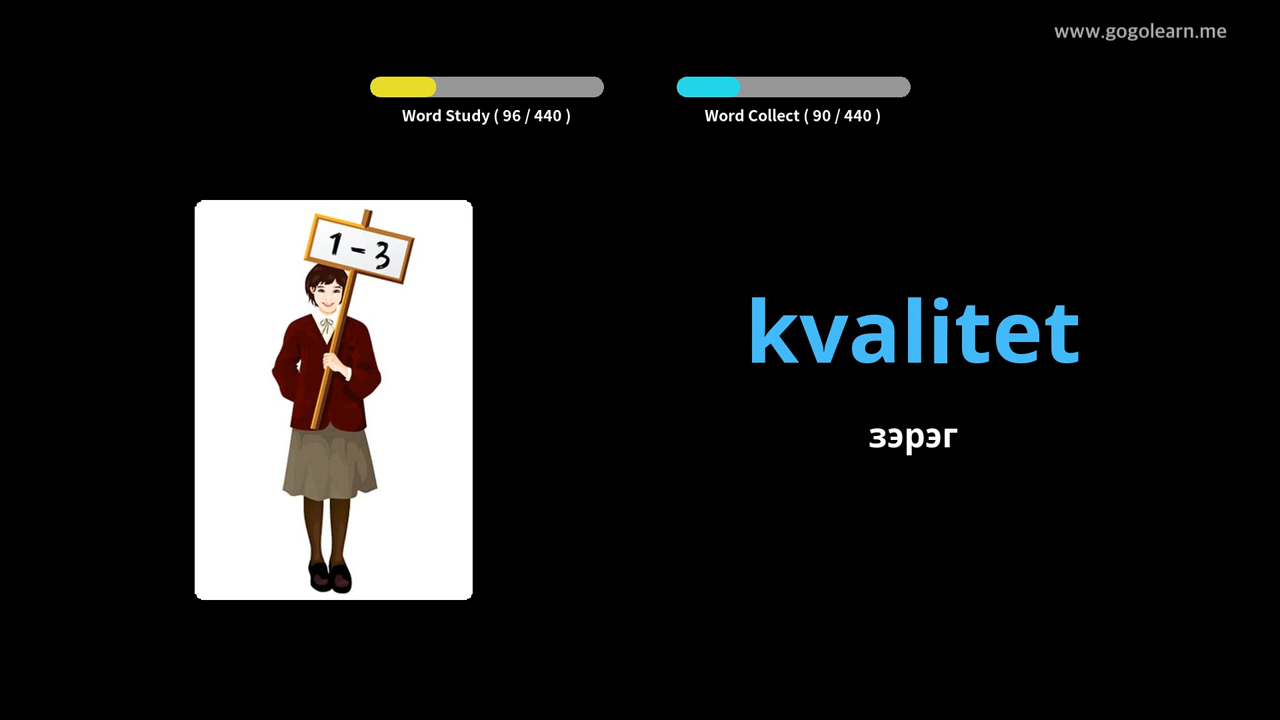 www.gogolearn.me
Word Study ( 96 / 440 )
Word Collect ( 90 / 440 )
1 - 3
kvalitet
зэрэг